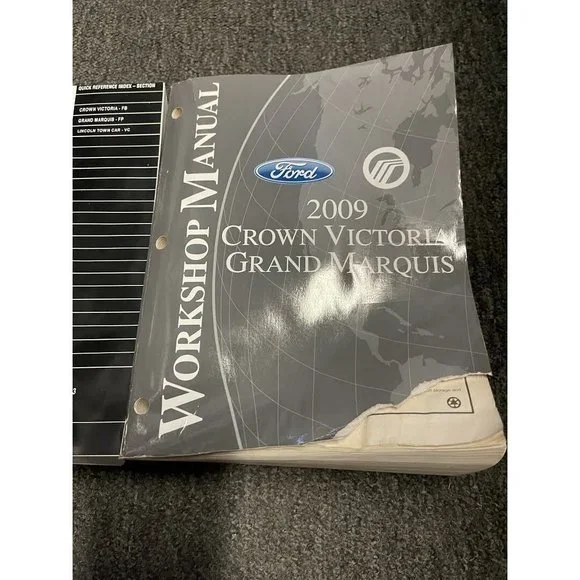 QUICK REFERENCE INDEX - SECTION
CROWN VICTORIA - FB
GRAND MARQUIS - FP
LINCOLN TOWN CAR - VC
WORKSHOP MANUAL
Ford
2009
CROWN VICTORIA
GRAND MARQUIS
3